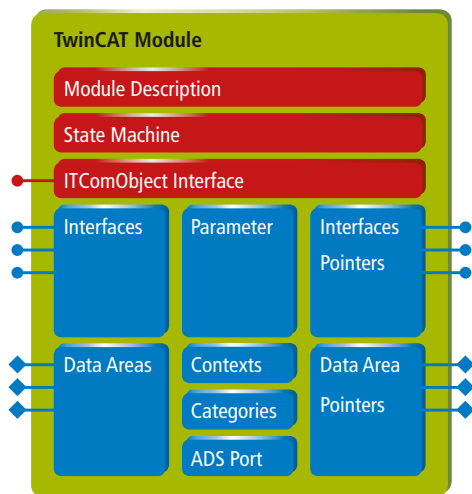 TwinCAT Module
Module Description
State Machine
ITComObject Interface
Interfaces
Parameter
Interfaces
Pointers
Data Areas
Contexts
Categories
ADS Port
Data Area
Pointers